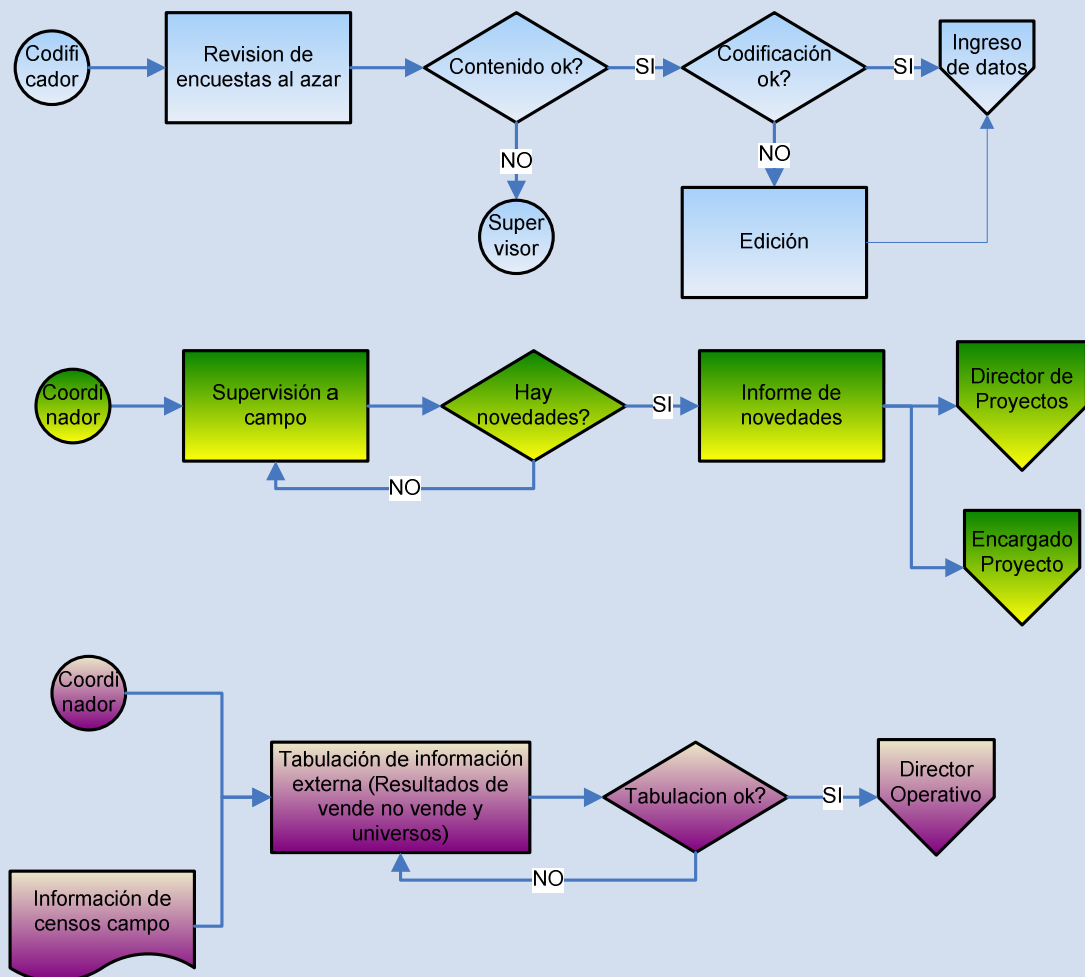 Codifi
cador
Revision de
encuestas al azar
Contenido ok?
SI
Codificación
ok?
SI
Ingreso
de datos
NO
NO
Super
visor
Edición
Coordi
nador
Supervisión a
campo
Hay
novedades?
SI
Informe de
novedades
Director de
Proyectos
NO
Encargado
Proyecto
Coordi
nador
Tabulación de información
externa (Resultados de
vende no vende y
universos)
Tabulacion ok?
SI
Director
Operativo
NO
Información de
censos campo